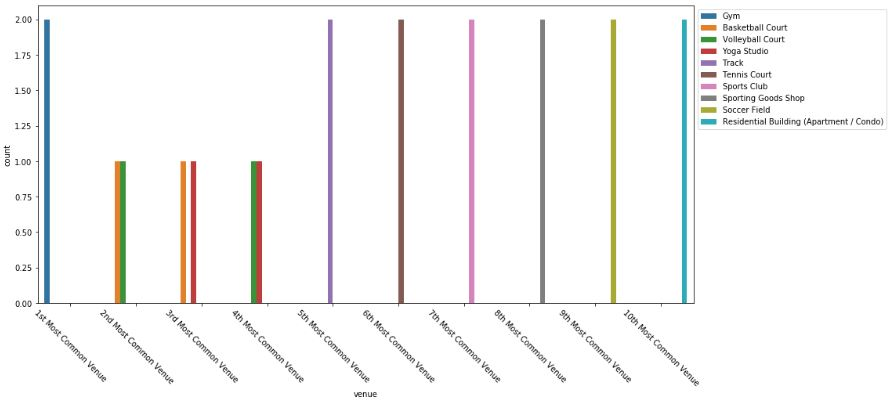 2.00
1.75
1.50
1.25
1.00
0.75
0.50
0.25
0.00
count
1st Most Common Venue
2nd Most Common Venue
3rd Most Common Venue
4th Most Common Venue
5th Most Common Venue
6th Most Common Venue
7th Most Common Venue
8th Most Common Venue
9th Most Common Venue
10th Most Common Venue
venue
Gym
Basketball Court
Volleyball Court
Yoga Studio
Track
Tennis Court
Sports Club
Sporting Goods Shop
Soccer Field
Residential Building (Apartment / Condo)